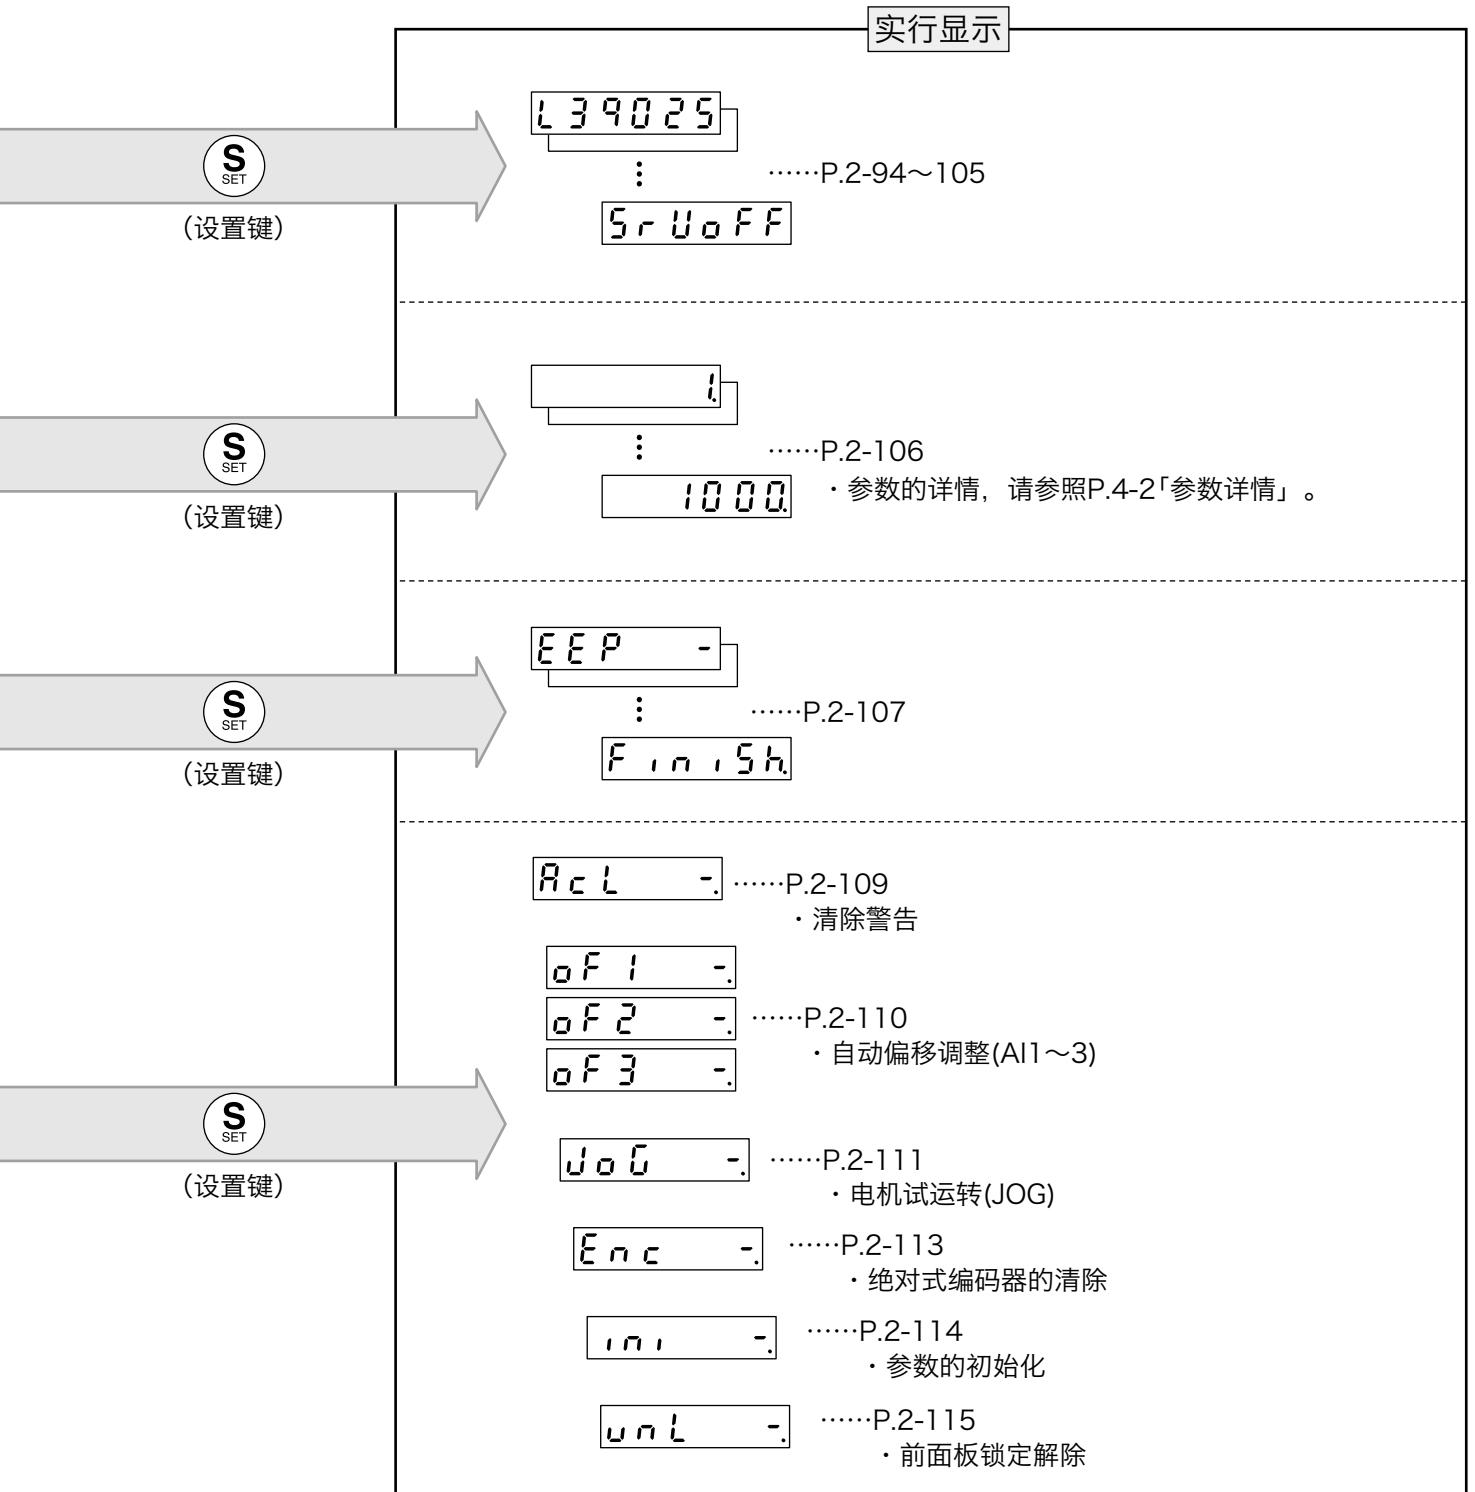 实行显示
L39025
S
SET
……P.2-94～105
(设置键)
SrUoFF
1.
S
SET
……P.2-106
1000.
・参数的详情，请参照P.4-2「参数详情」。
(设置键)
EEP -
S
SET
……P.2-107
FiniSh.
(设置键)
AcL -.
……P.2-109
・清除警告
oF1 -.
oF2 -.
……P.2-110
・自动偏移调整(AI1～3)
oF3 -.
S
SET
JoG -.
……P.2-111
(设置键)
・电机试运转(JOG)
Enc -.
……P.2-113
・绝对式编码器的清除
ini -.
……P.2-114
・参数的初始化
unL -.
……P.2-115
・前面板锁定解除